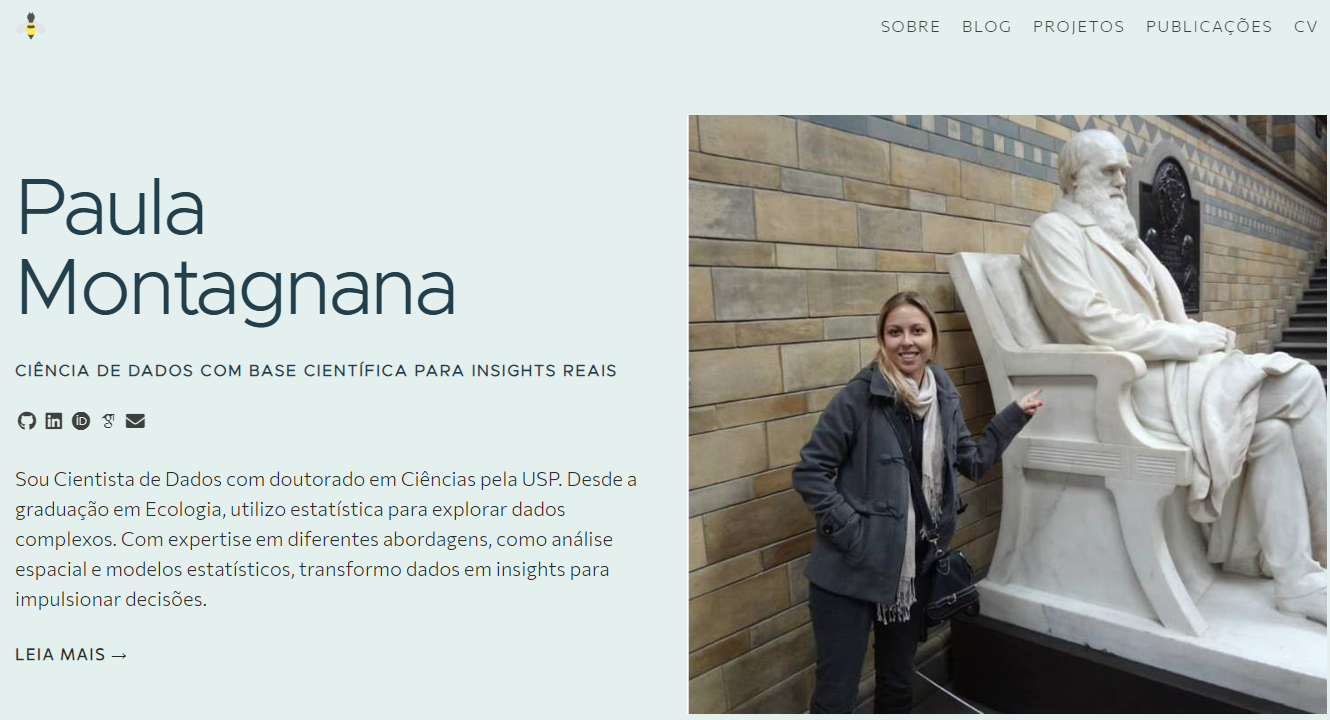 SOBRE BLOG PROJETOS PUBLICAÇÕES CV
Paula
Montagnana
CIÊNCIA DE DADOS COM BASE CIENTÍFICA PARA INSIGHTS REAIS
Sou Cientista de Dados com doutorado em Ciências pela USP. Desde a
graduação em Ecologia, utilizo estatística para explorar dados
complexos. Com expertise em diferentes abordagens, como análise
espacial e modelos estatísticos, transformo dados em insights para
impulsionar decisões.
LEIA MAIS →